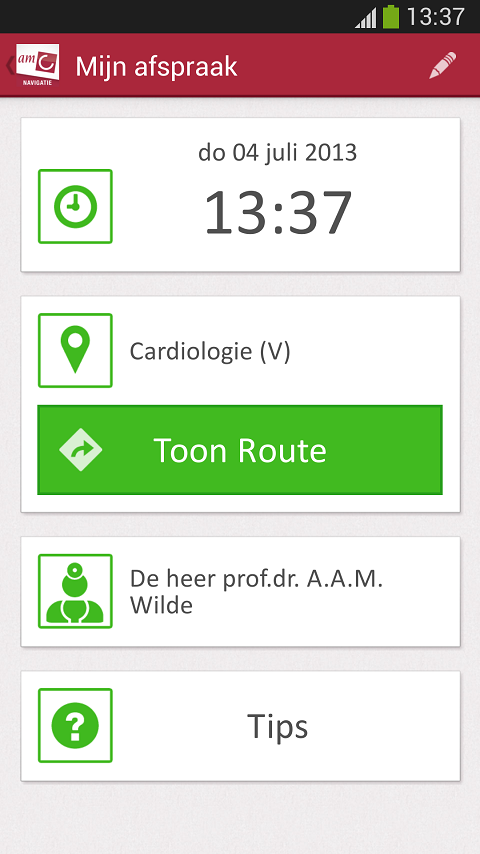 13:37
amc
NAVIGATIE
Mijn afspraak
do 04 juli 2013
13:37
Cardiologie (V)
Toon Route
De heer prof.dr. A.A.M.
Wilde
?
Tips